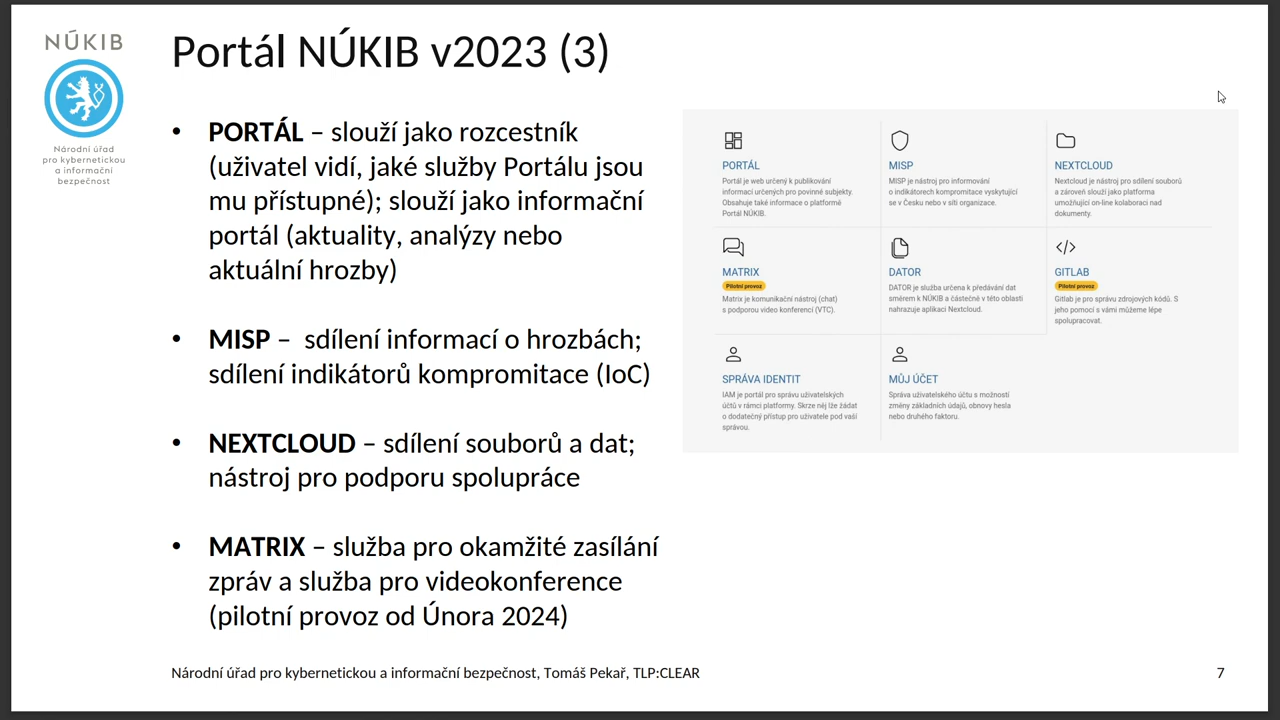 NÚKIB
Národní úřad
pro kybernetickou
a informační
bezpečnost
Portál NÚKIB v2023 (3)
• PORTÁL – slouží jako rozcestník
(uživatel vidí, jaké služby Portálu jsou
mu přístupné); slouží jako informační
portál (aktuality, analýzy nebo
aktuální hrozby)
• MISP – sdílení informací o hrozbách;
sdílení indikátorů kompromitace (IoC)
• NEXTCLOUD – sdílení souborů a dat;
nástroj pro podporu spolupráce
• MATRIX – služba pro okamžité zasílání
zpráv a služba pro videokonference
(pilotní provoz od Února 2024)
PORTÁL
Portál je web určený k publikování
informací určených pro povinné subjekty.
Obsahuje také informace o platformě
Portál NÚKIB.
MISP
MISP je nástroj pro informování
o indikátorech kompromitace vyskytující
se v Česku nebo v síti organizace.
NEXTCLOUD
Nextcloud je nástroj pro sdílení souborů
a zároveň slouží jako platforma
umožňující on-line kolaboraci nad
dokumenty.
MATRIX
Pilotní provoz
Matrix je komunikační nástroj (chat)
s podporou video konferencí (VTC).
DATOR
DATOR je služba určena k předávání dat
směrem k NÚKIB a částečně v této oblasti
nahrazuje aplikaci Nextcloud.
GITLAB
Pilotní provoz
Gitlab je pro správu zdrojových kódů. S
jeho pomocí s vámi můžeme lépe
spolupracovat.
SPRÁVA IDENTIT
IAM je portál pro správu uživatelských
účtů v rámci platformy. Skrze něj lže žádat
o dodatečný přístup pro uživatele pod vaší
správou.
MŮJ ÚČET
Správa uživatelského účtu s možností
změny základních údajů, obnovy hesla
nebo druhého faktoru.
Národní úřad pro kybernetickou a informační bezpečnost, Tomáš Pekař, TLP:CLEAR
7